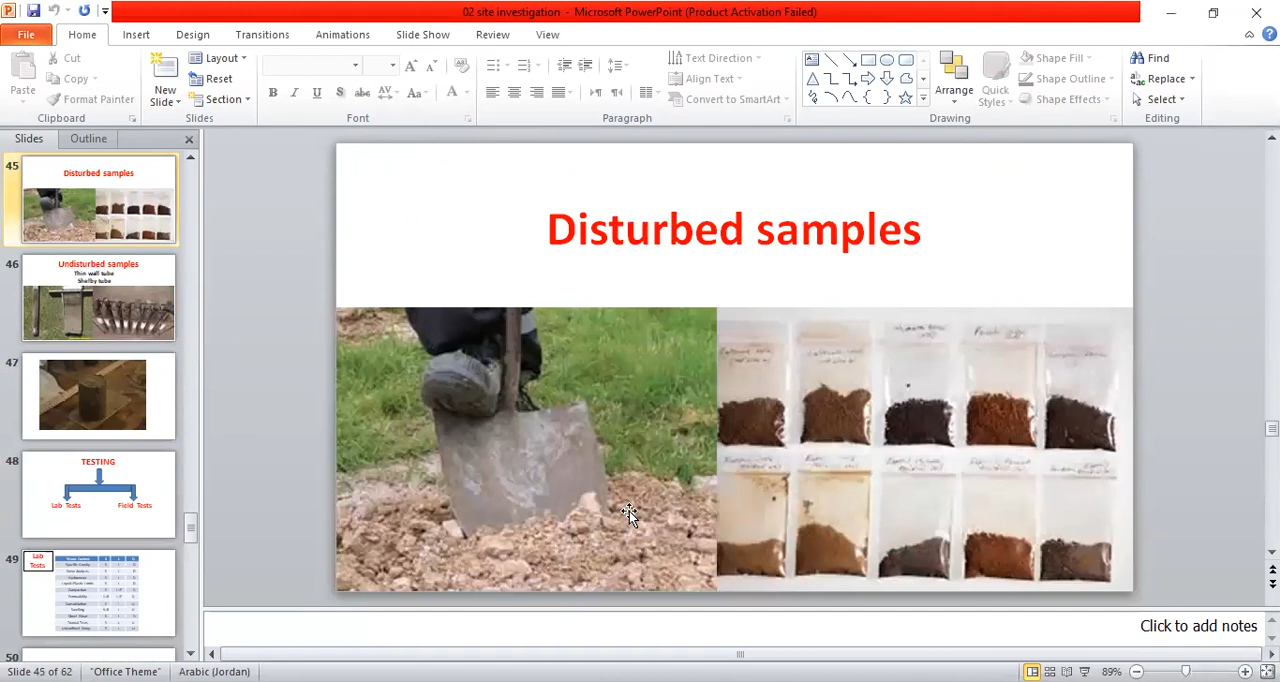 02 site investigation - Microsoft PowerPoint (Product Activation Failed)
File Home Insert Design Transitions Animations Slide Show Review View
Paste
Cut
Copy
Format Painter
Clipboard
New
Slide
Layout
Reset
Section
Slides
B I U S abc AV Aa A
Font
Text Direction
Align Text
Convert to SmartArt
Paragraph
Arrange
Quick
Styles
Shape Fill
Shape Outline
Shape Effects
Drawing
Find
Replace
Select
Editing
Slides Outline
45
Disturbed samples
46
Undisturbed samples
Thin wall tube
Shelby tube
47
48
TESTING
Lab Tests Field Tests
49
Lab
Tests
50
Disturbed samples
Click to add notes
Slide 45 of 62 "Office Theme" Arabic (Jordan) 89%